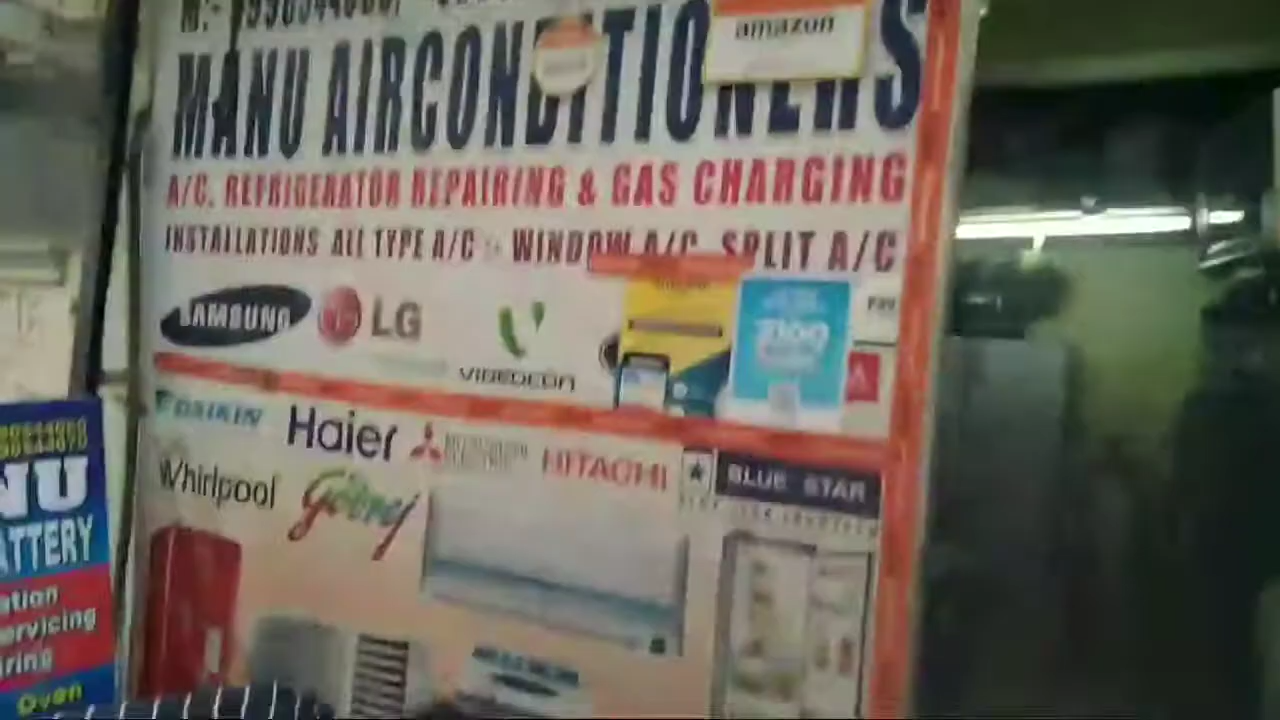 amazon
MANU AIRCONDITIONERS
A/C. REFRIGERATOR REPAIRING & GAS CHARGING
INSTALLATIONS ALL TYPE A/C :- WINDOW A/C SPLIT A/C
SAMSUNG LG VIDEOCON
DAIKIN Haier HITACHI BLUE STAR
Whirlpool Godrej
NU
ATTERY
ation
ervicing
iring
Oven